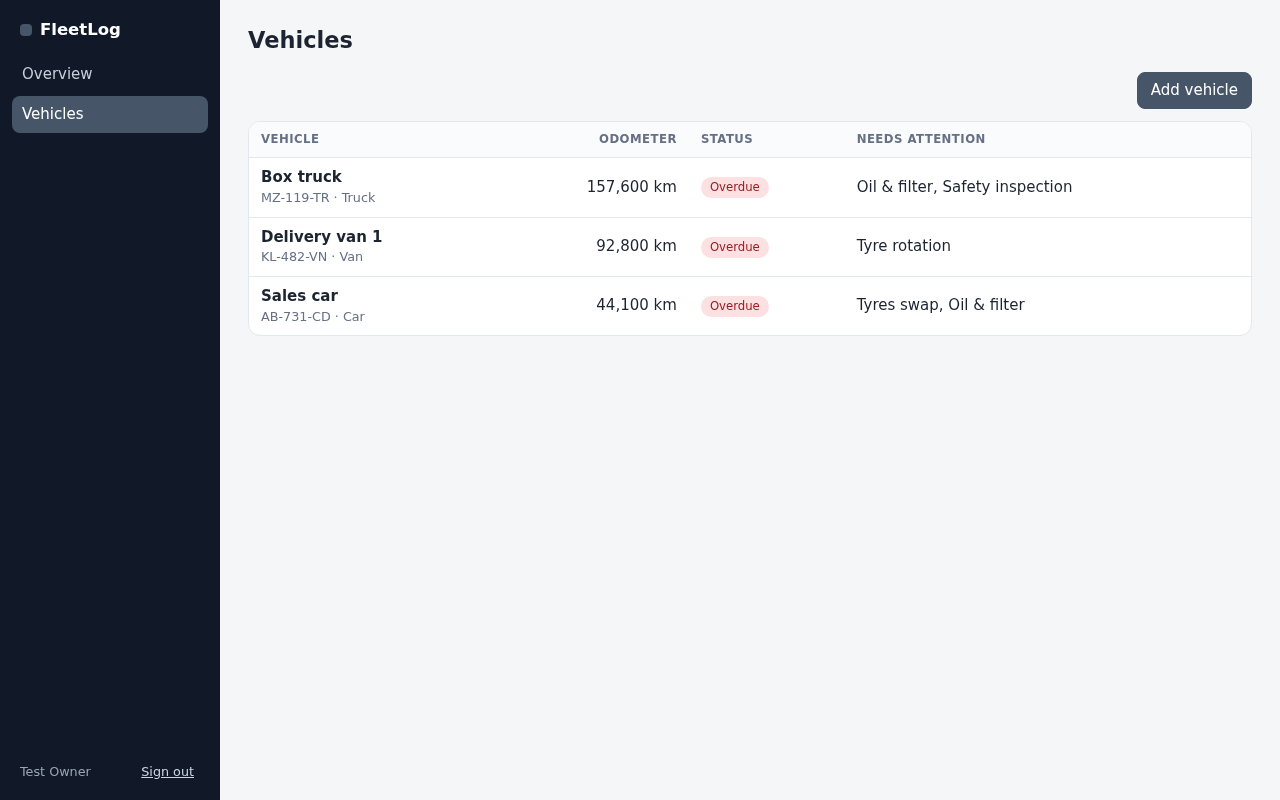 FleetLog
Overview
Vehicles
Test Owner Sign out
Vehicles
Add vehicle
VEHICLE ODOMETER STATUS NEEDS ATTENTION
Box truck
MZ-119-TR · Truck
157,600 km Overdue Oil & filter, Safety inspection
Delivery van 1
KL-482-VN · Van
92,800 km Overdue Tyre rotation
Sales car
AB-731-CD · Car
44,100 km Overdue Tyres swap, Oil & filter